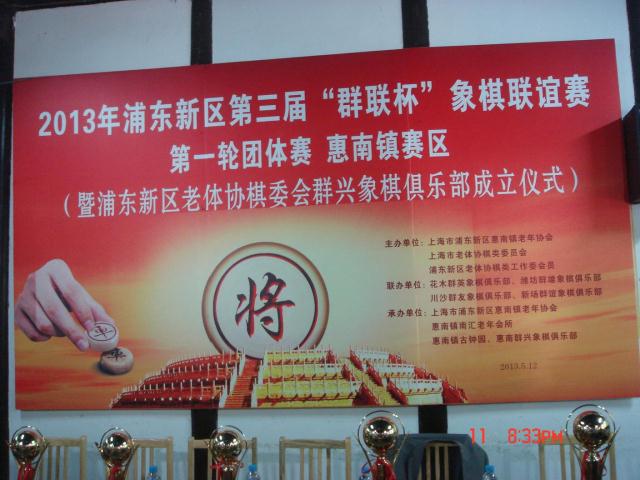 2013年浦东新区第三届“群联杯”象棋联谊赛
第一轮团体赛 惠南镇赛区
（暨浦东新区老体协棋委会群兴象棋俱乐部成立仪式）
主办单位：上海市浦东新区惠南镇老年协会
上海市老体协棋类委员会
浦东新区老体协棋类工作委员会
联办单位：花木群英象棋俱乐部、潍坊群雄象棋俱乐部
川沙群友象棋俱乐部、新场群谊象棋俱乐部
承办单位：上海市浦东新区惠南镇老年协会
惠南镇南汇老年会所
惠南镇古钟园、惠南群兴象棋俱乐部
2013.5.12
将
11 8:33PM